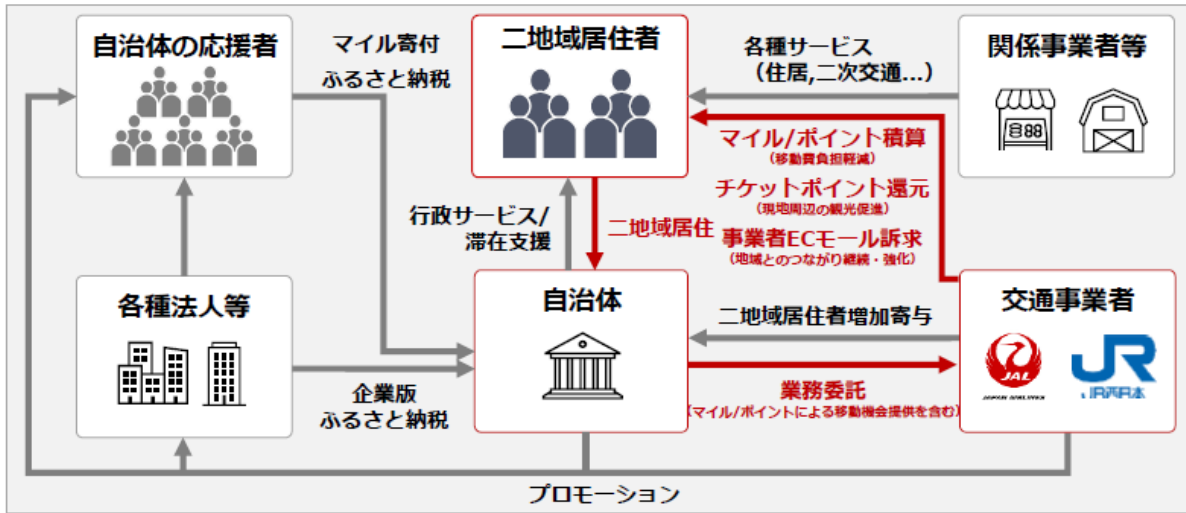 自治体の応援者
マイル寄付
ふるさと納税
二地域居住者
各種サービス
（住居,二次交通...）
関係事業者等
888
マイル/ポイント積算
(移動費負担軽減)
チケットポイント還元
(現地周辺の観光促進)
事業者ECモール訴求
(地域とのつながり継続・強化)
行政サービス/
滞在支援
二地域居住
各種法人等
自治体
二地域居住者増加寄与
交通事業者
JAL
JAPAN AIRLINES
JR
JR西日本
企業版
ふるさと納税
業務委託
(マイル/ポイントによる移動機会提供を含む)
プロモーション